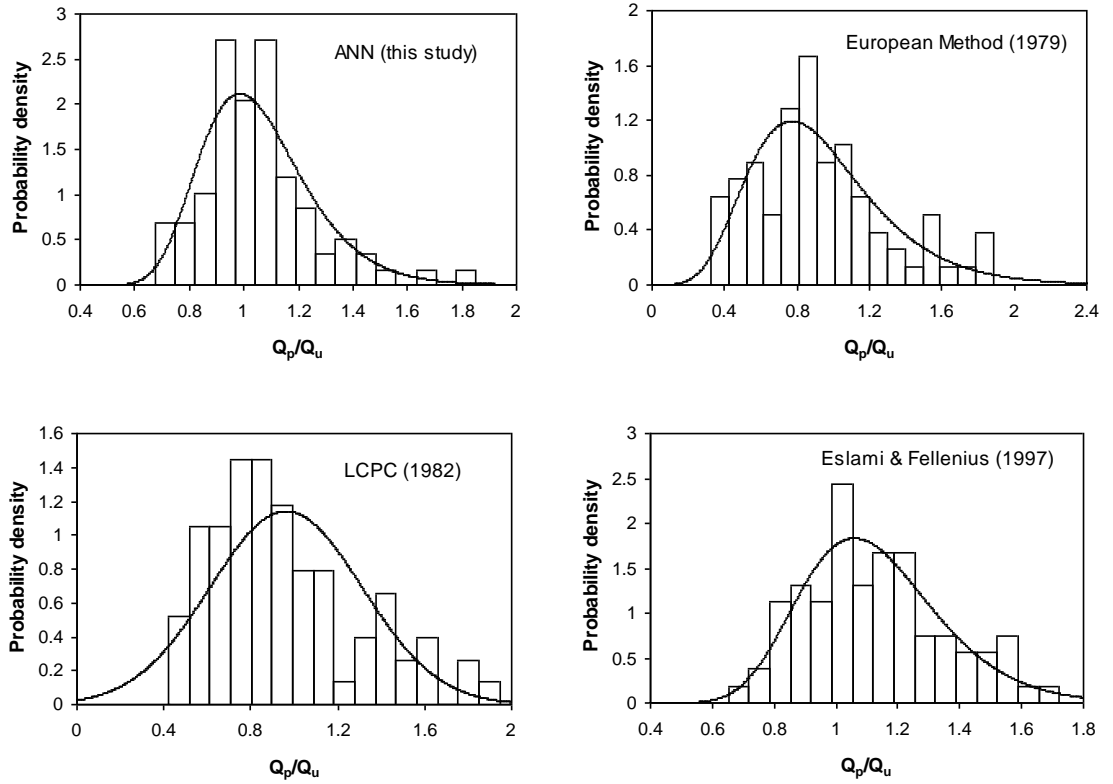 ANN (this study)
Probability density
3
2.5
2
1.5
1
0.5
0
0.4 0.6 0.8 1 1.2 1.4 1.6 1.8 2
Qp/Qu
European Method (1979)
Probability density
2
1.6
1.2
0.8
0.4
0
0 0.4 0.8 1.2 1.6 2 2.4
Qp/Qu
LCPC (1982)
Probability density
1.6
1.4
1.2
1
0.8
0.6
0.4
0.2
0
0 0.4 0.8 1.2 1.6 2
Qp/Qu
Eslami & Fellenius (1997)
Probability density
3
2.5
2
1.5
1
0.5
0
0.4 0.6 0.8 1 1.2 1.4 1.6 1.8
Qp/Qu